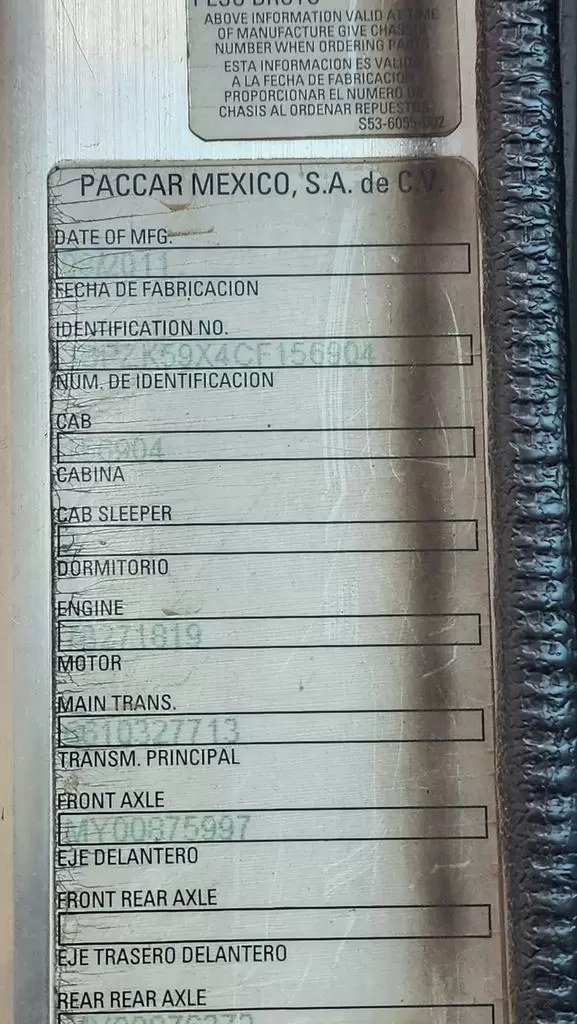 PESO BRUTO
ABOVE INFORMATION VALID AT TIME
OF MANUFACTURE GIVE CHASSIS
NUMBER WHEN ORDERING PARTS
ESTA INFORMACION ES VALIDA
A LA FECHA DE FABRICACION
PROPORCIONAR EL NUMERO DE
CHASIS AL ORDENAR REPUESTOS
S53-6055-002
PACCAR MEXICO, S.A. de C.V.
DATE OF MFG.
FECHA DE FABRICACION
IDENTIFICATION NO.
NUM. DE IDENTIFICACION
CAB
CABINA
CAB SLEEPER
DORMITORIO
ENGINE
MOTOR
MAIN TRANS.
TRANSM. PRINCIPAL
FRONT AXLE
MY00875997
EJE DELANTERO
FRONT REAR AXLE
EJE TRASERO DELANTERO
REAR REAR AXLE